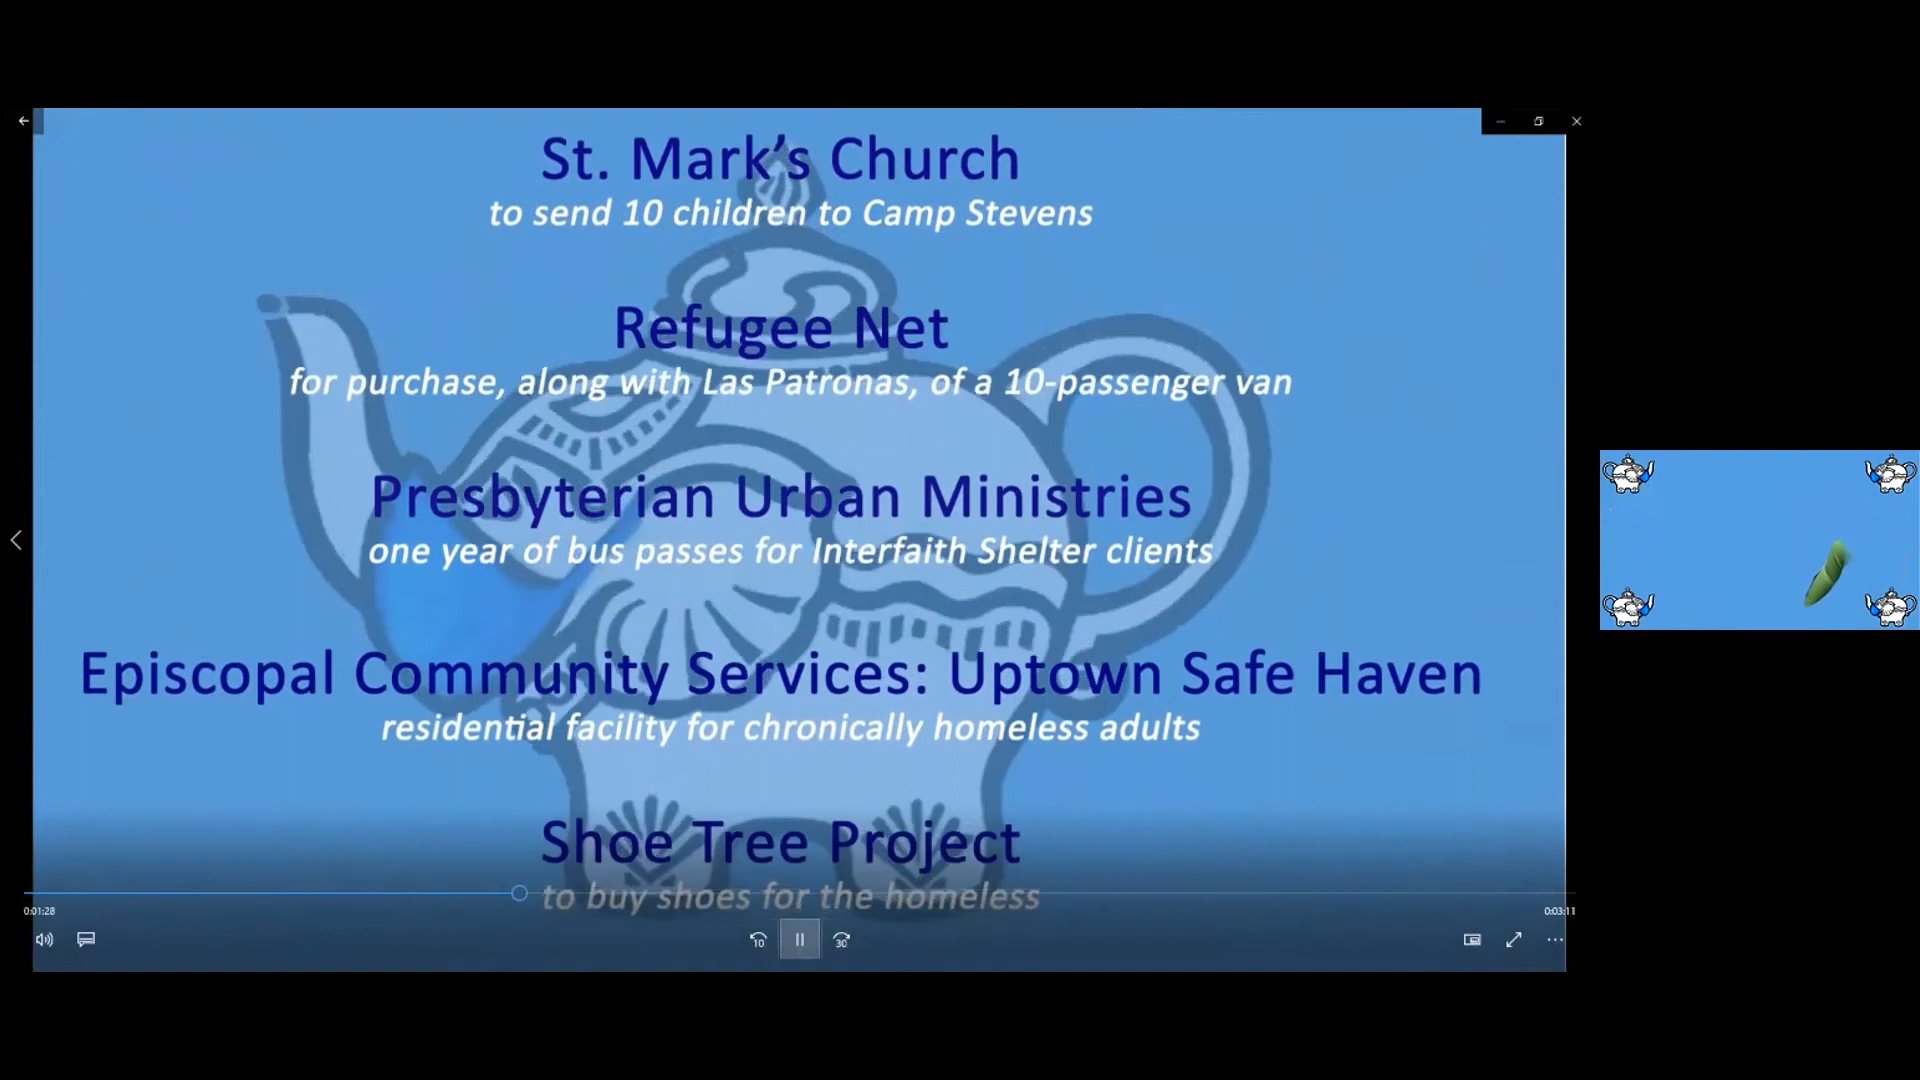 St. Mark’s Church
to send 10 children to Camp Stevens
Refugee Net
for purchase, along with Las Patronas, of a 10-passenger van
Presbyterian Urban Ministries
one year of bus passes for Interfaith Shelter clients
Episcopal Community Services: Uptown Safe Haven
residential facility for chronically homeless adults
Shoe Tree Project
to buy shoes for the homeless
0:01:28
0:03:11
10
30